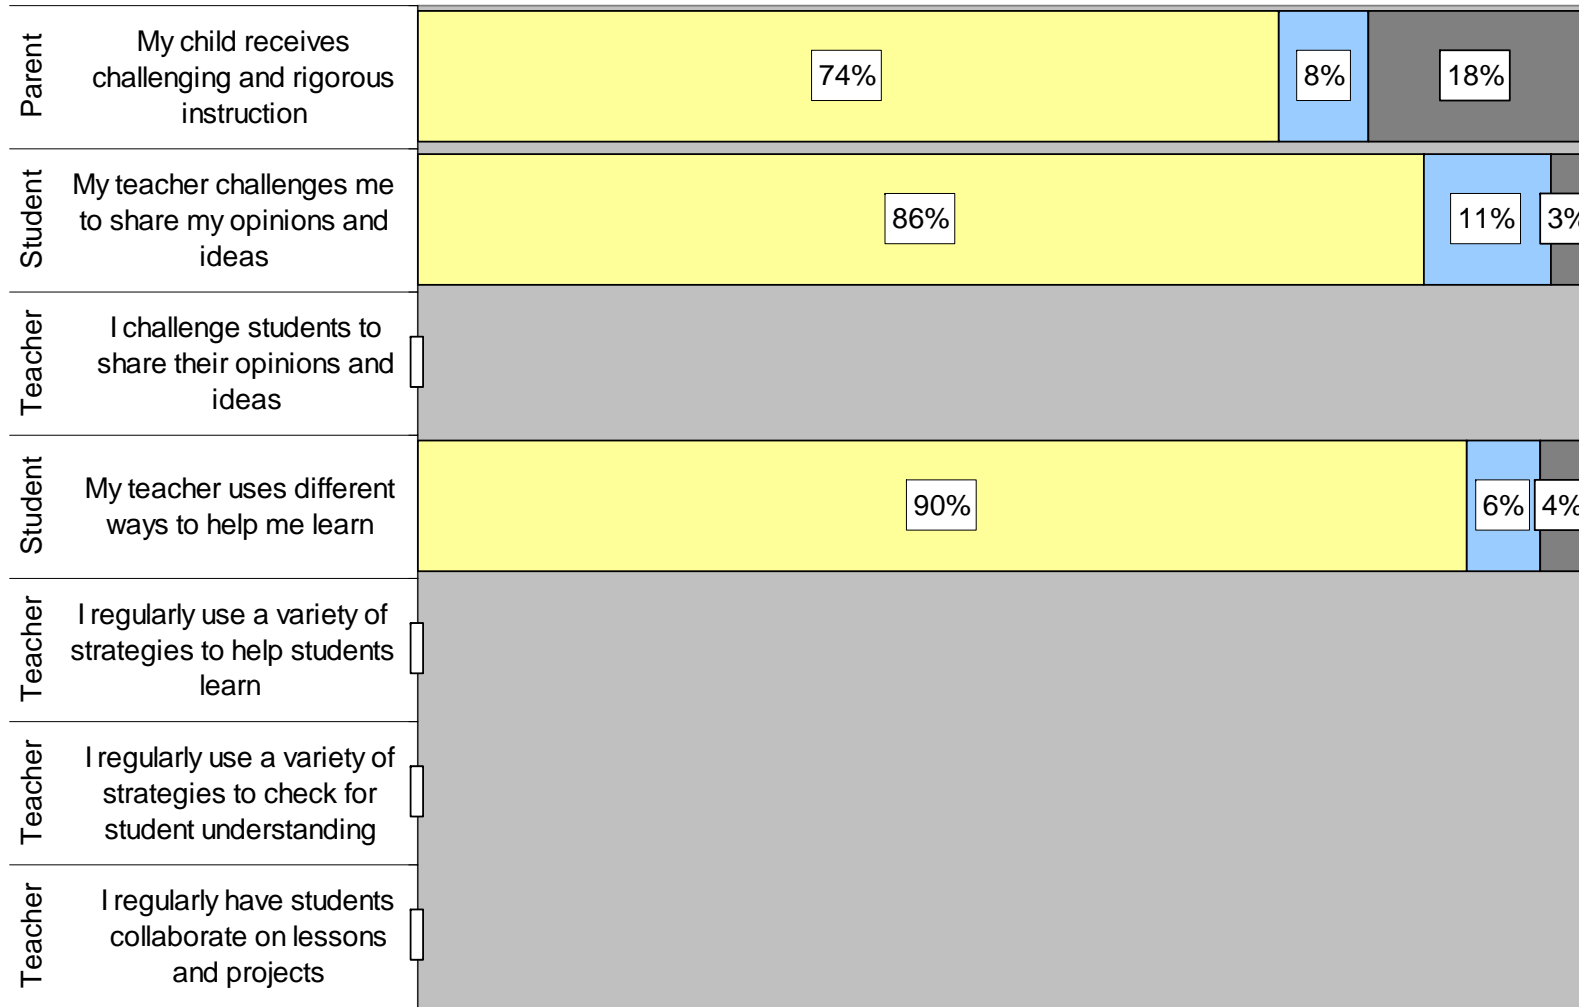 Parent
My child receives
challenging and rigorous
instruction
74%
8%
18%
Student
My teacher challenges me
to share my opinions and
ideas
86%
11%
3%
Teacher
I challenge students to
share their opinions and
ideas
Student
My teacher uses different
ways to help me learn
90%
6%
4%
Teacher
I regularly use a variety of
strategies to help students
learn
Teacher
I regularly use a variety of
strategies to check for
student understanding
Teacher
I regularly have students
collaborate on lessons
and projects